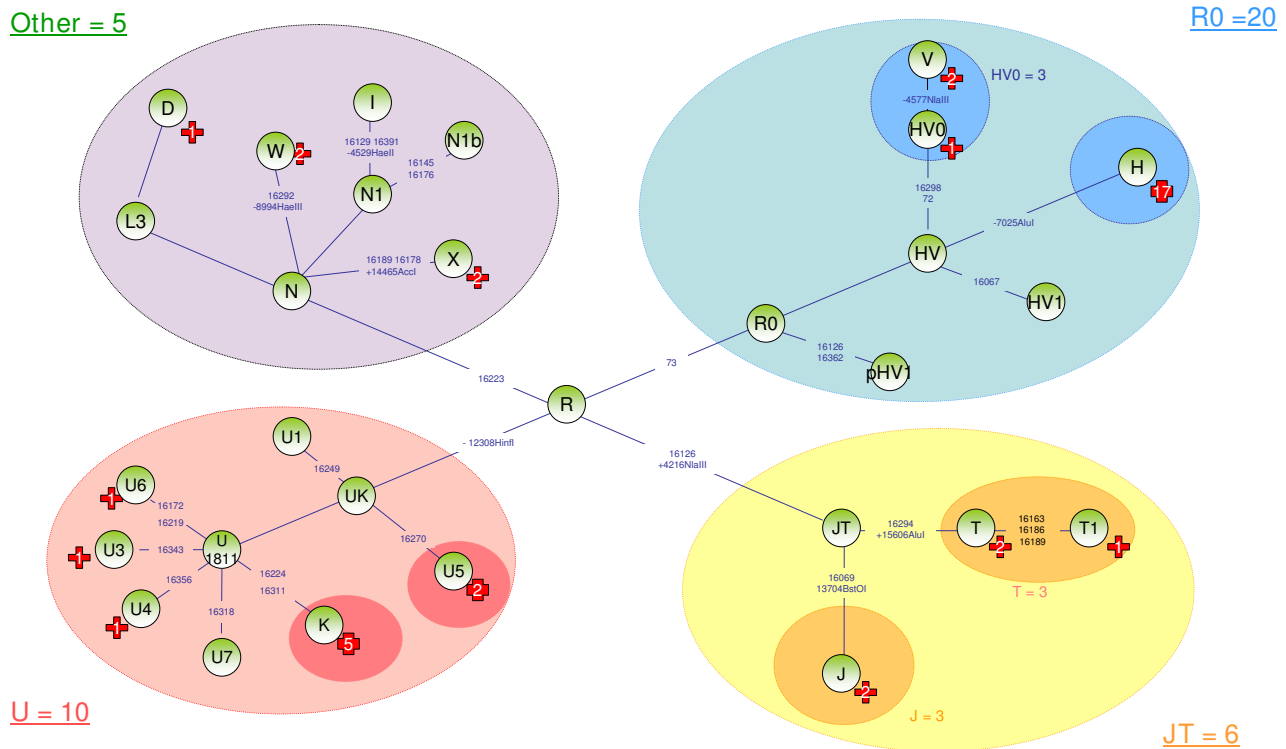 Other = 5
R0 =20
V
2
HV0 = 3
-4577NlaIII
HV0
1
D
1
I
16129 16391
-4529HaeII
N1b
W
2
16145
16176
16292
-8994HaeIII
N1
L3
16189 16178
+14465AccI
X
2
N
H
17
16298
72
-7025AluI
HV
16067
HV1
R0
16126
16362
pHV1
16223
73
R
- 12308HinfI
16126
+4216NlaIII
U1
16249
U6
1
16172
UK
16219
U3
1
16343
U
1811
16270
16356
16224
16311
U5
2
U4
1
16318
K
5
U7
U = 10
JT
16294
+15606AluI
T
2
16163
16186
16189
T1
1
T = 3
16069
13704BstOI
J
2
J = 3
JT = 6